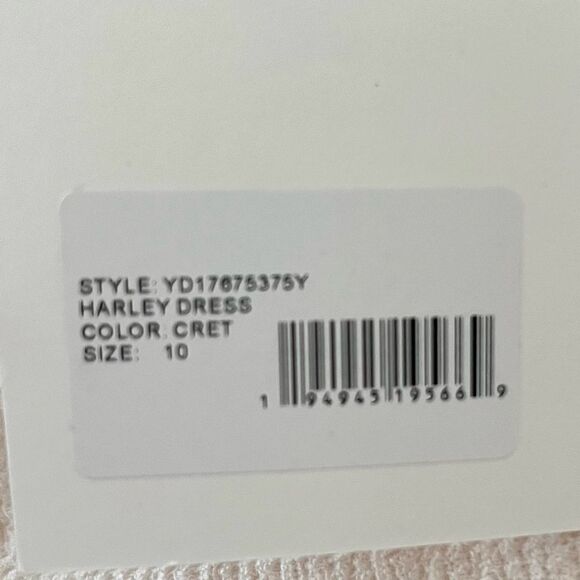 STYLE: YD17675375Y
HARLEY DRESS
COLOR: CRET
SIZE: 10
1 94945 19566 9